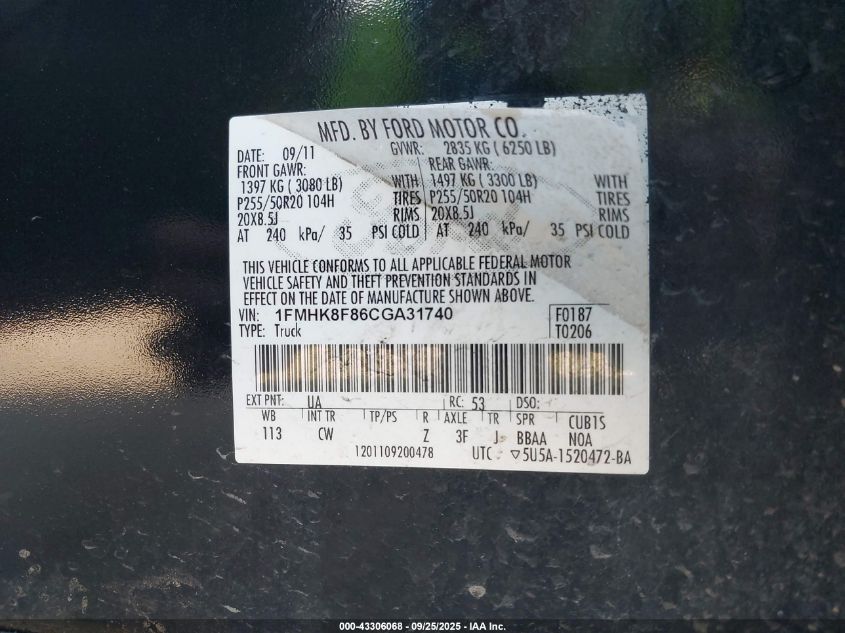 MFD. BY FORD MOTOR CO.
DATE: 09/11 GVWR: 2835 KG ( 6250 LB)
FRONT GAWR: REAR GAWR:
1397 KG ( 3080 LB) WITH 1497 KG ( 3300 LB) WITH
P255/50R20 104H TIRES P255/50R20 104H TIRES
20X8.5J RIMS 20X8.5J RIMS
AT 240 kPa/ 35 PSI COLD AT 240 kPa/ 35 PSI COLD
THIS VEHICLE CONFORMS TO ALL APPLICABLE FEDERAL MOTOR
VEHICLE SAFETY AND THEFT PREVENTION STANDARDS IN
EFFECT ON THE DATE OF MANUFACTURE SHOWN ABOVE.
VIN: 1FMHK8F86CGA31740 F0187
TYPE: Truck T0206
EXT PNT: UA RC: 53 DSO:
WB INT TR TP/PS R AXLE TR SPR CUB1S
113 CW Z 3F J BBAA NOA
1201109200478 UTC ▽5U5A-1520472-BA
000-43306068 - 09/25/2025 - IAA Inc.